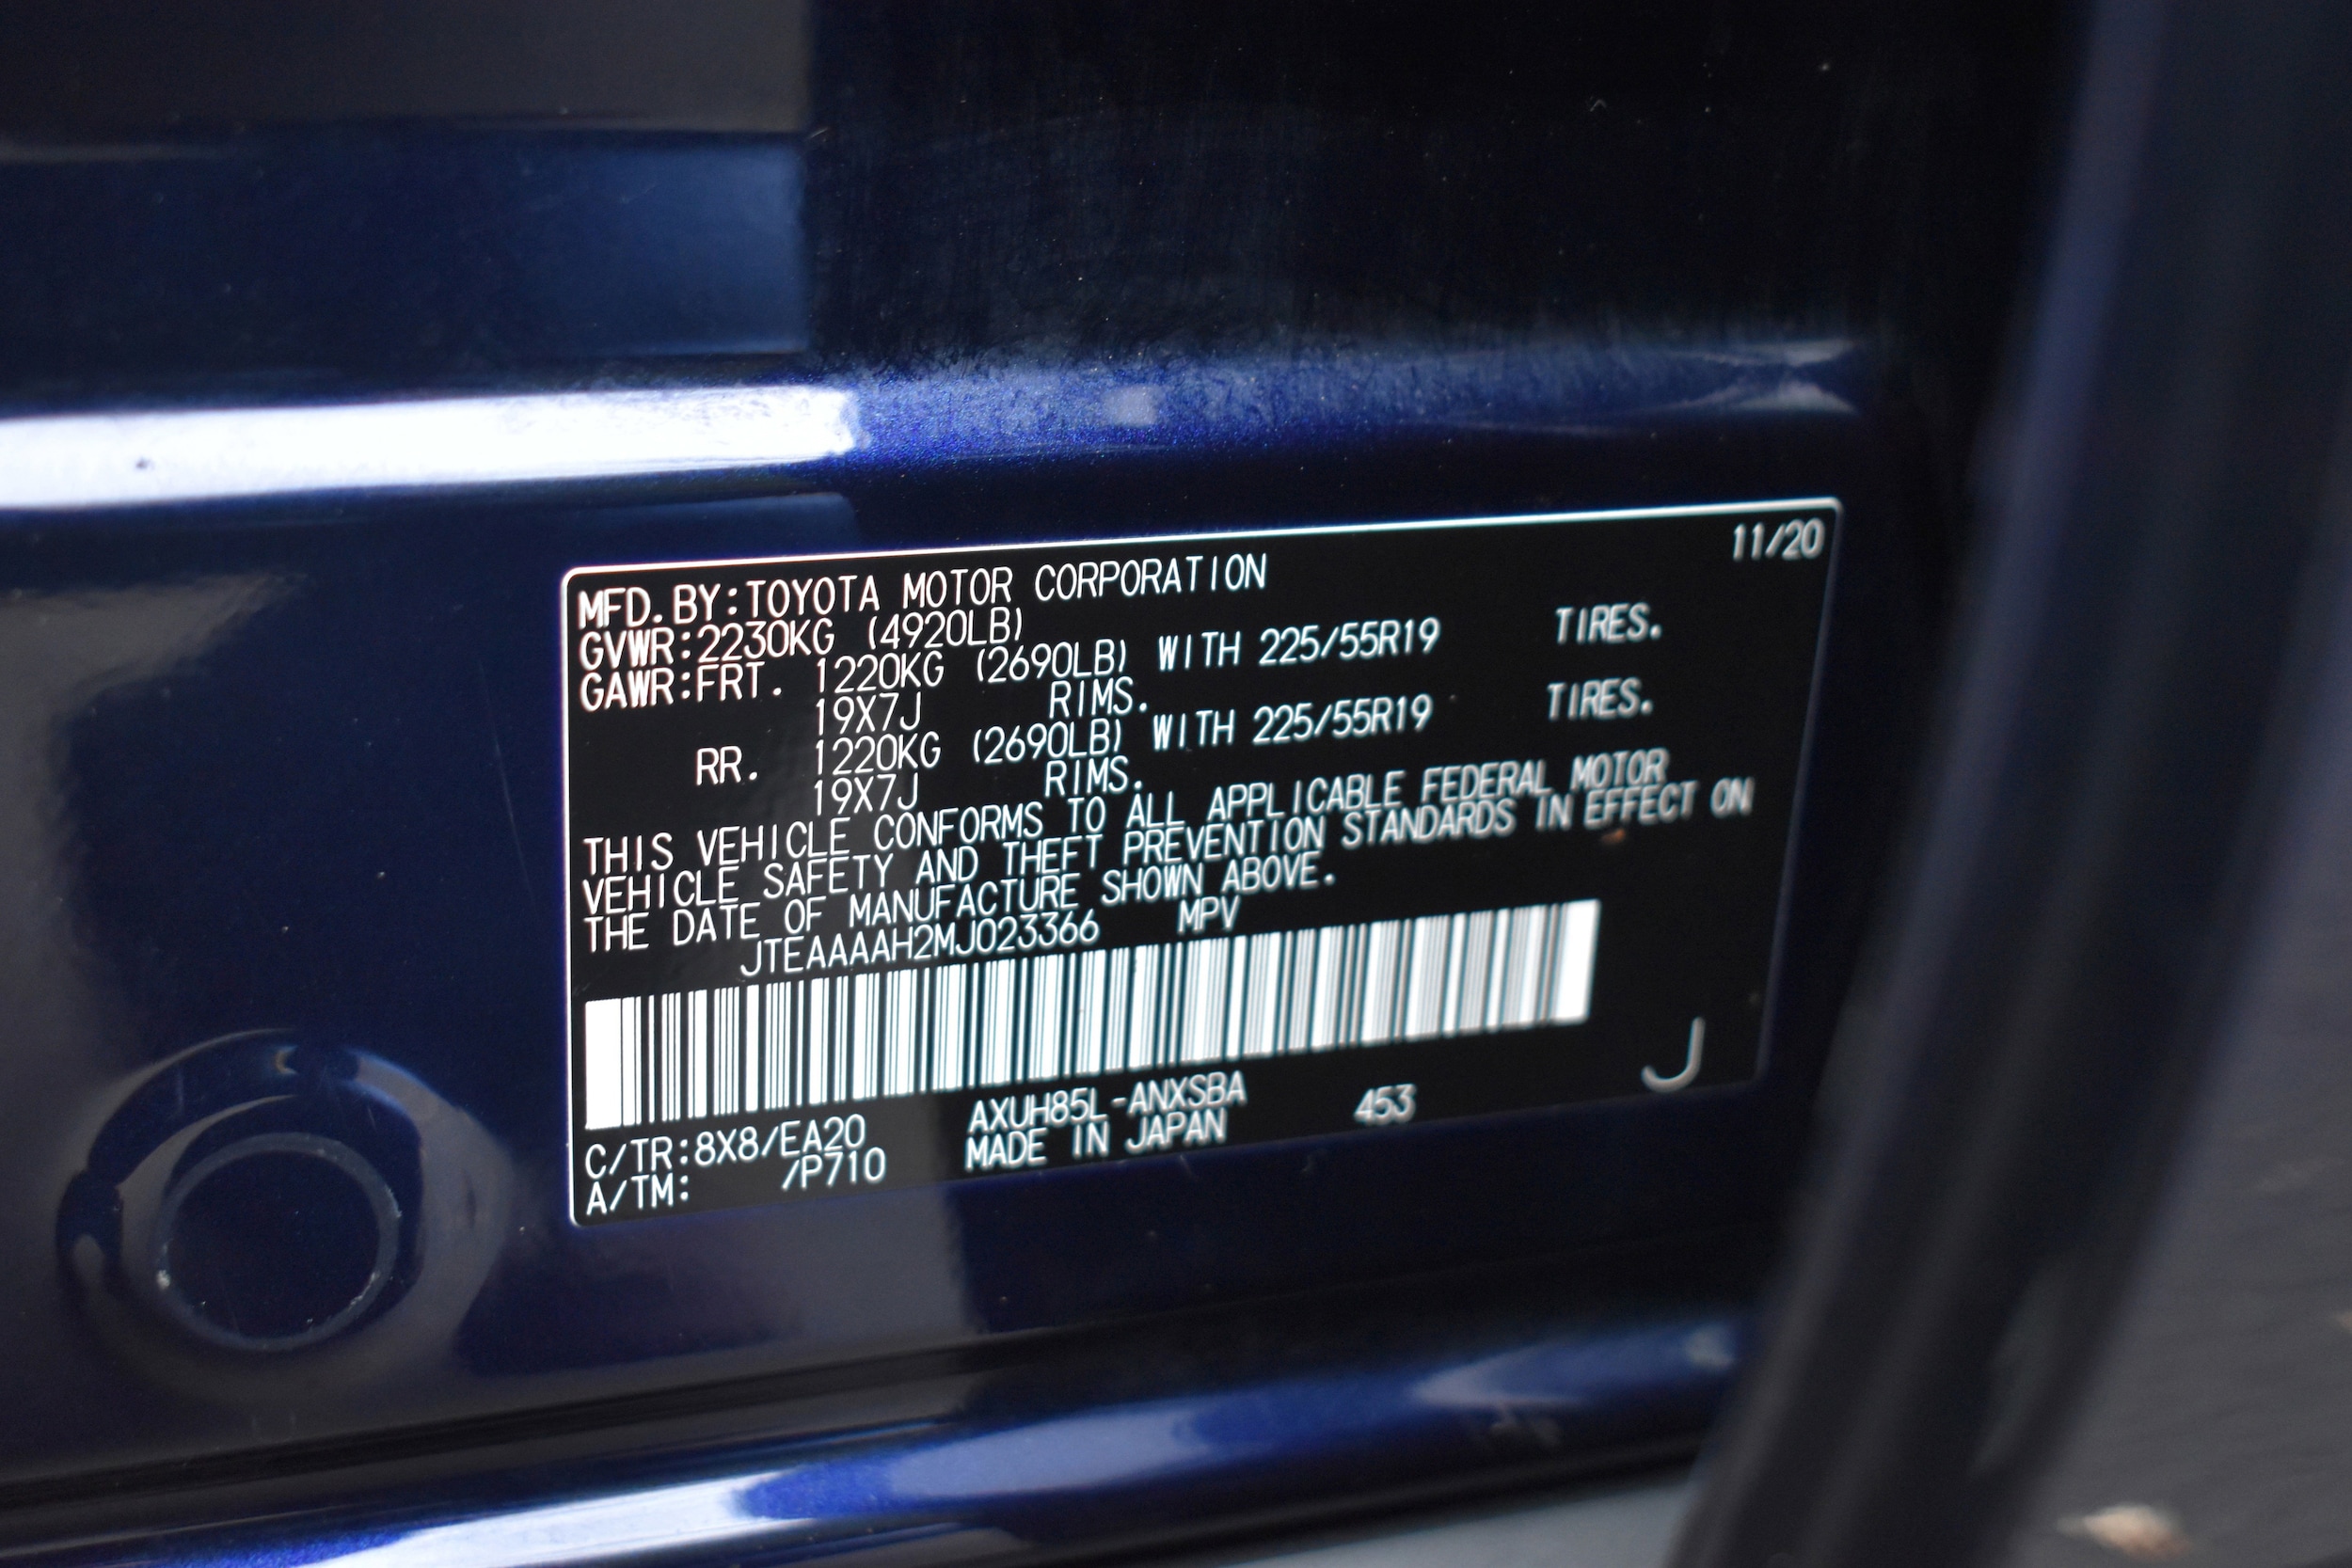 11/20
MFD.BY:TOYOTA MOTOR CORPORATION
GVWR:2230KG (4920LB)
GAWR:FRT. 1220KG (2690LB) WITH 225/55R19 TIRES.
19X7J RIMS.
RR. 1220KG (2690LB) WITH 225/55R19 TIRES.
19X7J RIMS.
THIS VEHICLE CONFORMS TO ALL APPLICABLE FEDERAL MOTOR
VEHICLE SAFETY AND THEFT PREVENTION STANDARDS IN EFFECT ON
THE DATE OF MANUFACTURE SHOWN ABOVE.
JTEAAAAH2MJ023366 MPV
C/TR:8X8/EA20 AXUH85L-ANXSBA 453 J
A/TM: /P710 MADE IN JAPAN